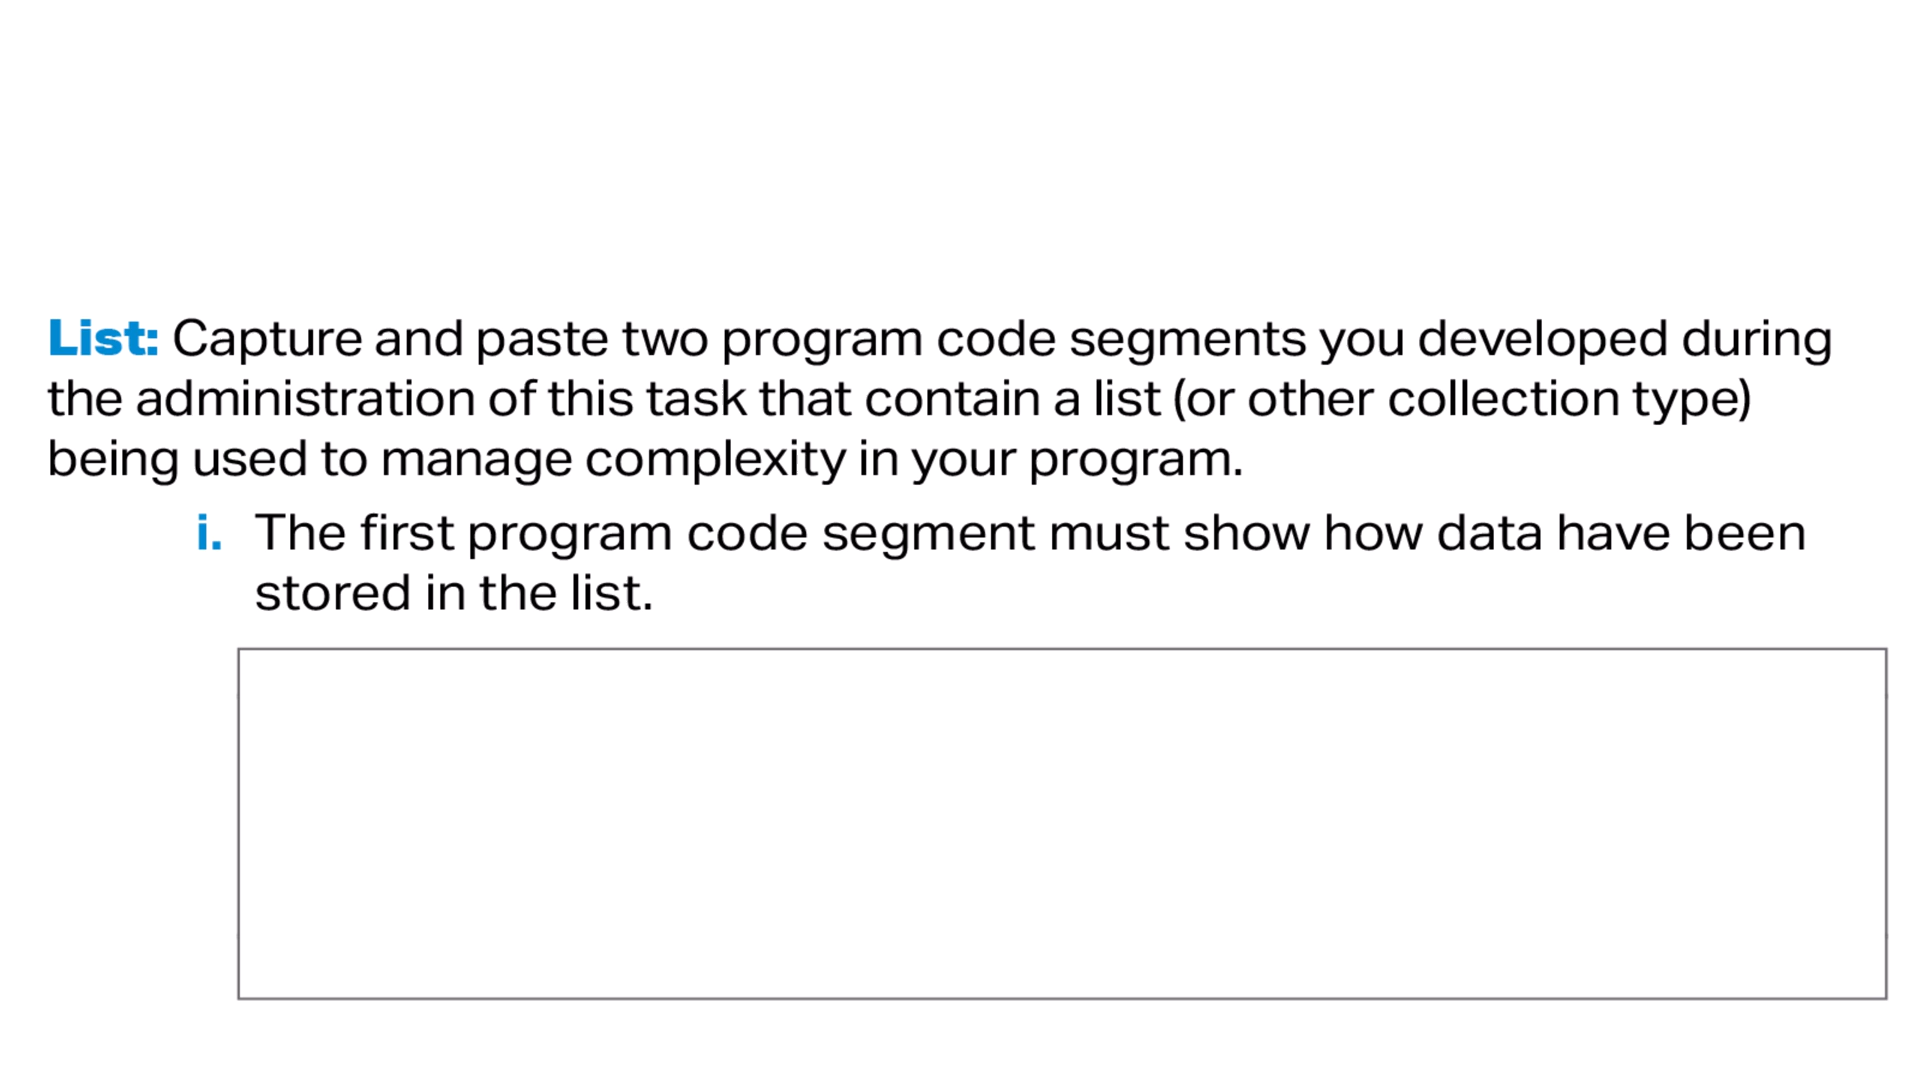 List: Capture and paste two program code segments you developed during
the administration of this task that contain a list (or other collection type)
being used to manage complexity in your program.
i. The first program code segment must show how data have been
stored in the list.